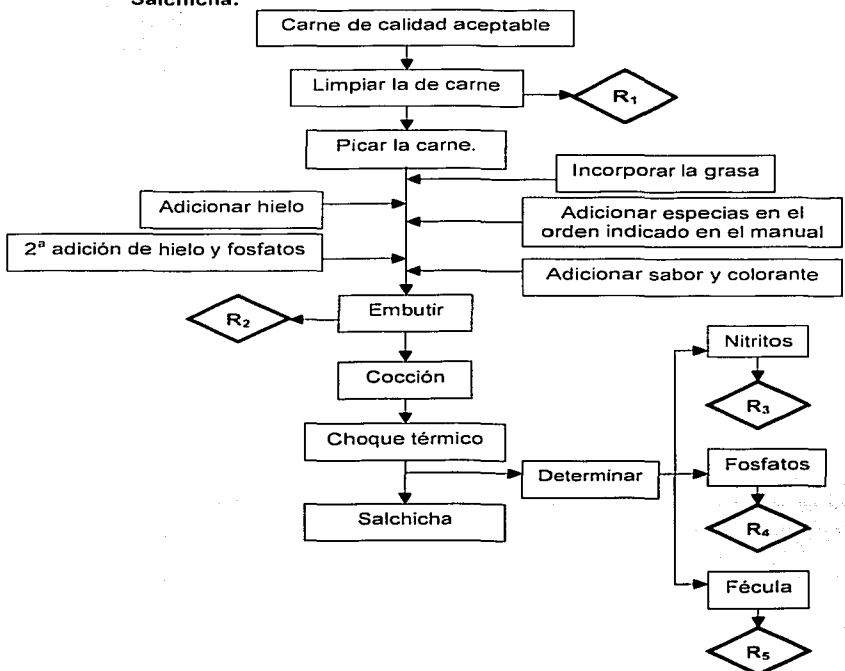 Salchicha.
Carne de calidad aceptable
Limpiar la de carne
R₁
Picar la carne.
Incorporar la grasa
Adicionar hielo
Adicionar especias en el
orden indicado en el manual
2ª adición de hielo y fosfatos
Adicionar sabor y colorante
Embutir
R₂
Cocción
Choque térmico
Determinar
Salchicha
Nitritos
R₃
Fosfatos
R₄
Fécula
R₅